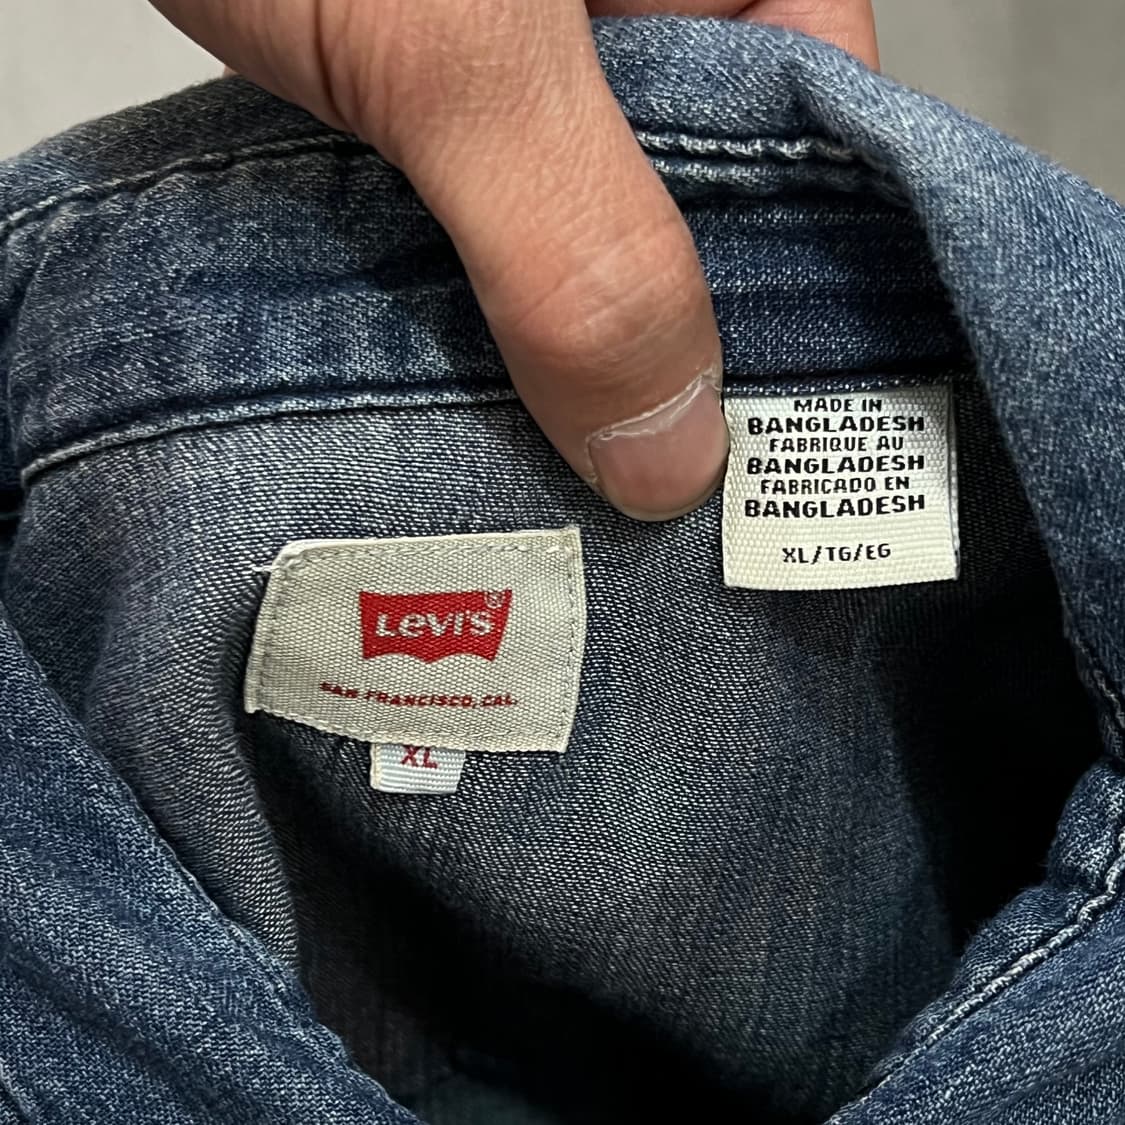 MADE IN
BANGLADESH
FABRIQUE AU
BANGLADESH
FABRICADO EN
BANGLADESH
XL/TG/EG
Levi's®
SAN FRANCISCO, CAL.
XL